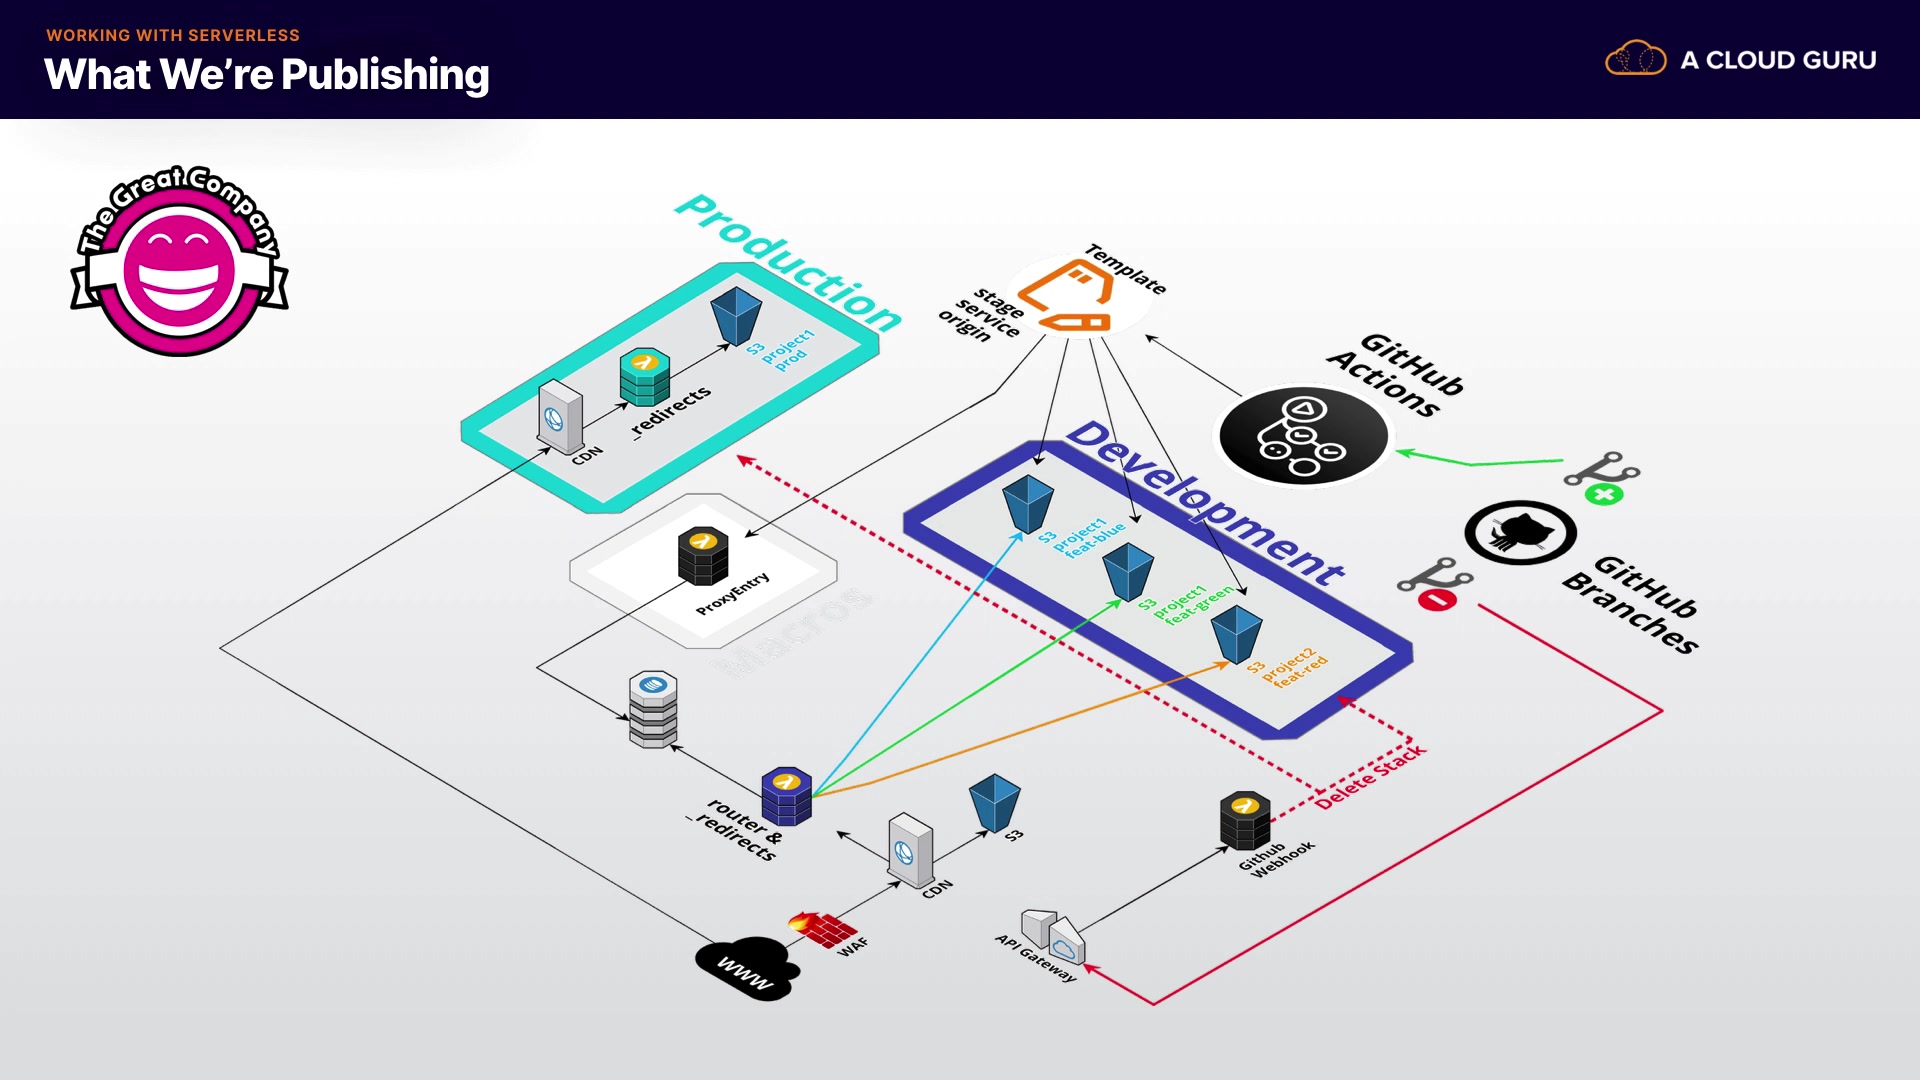 WORKING WITH SERVERLESS
What We're Publishing
A CLOUD GURU
The Great Company
Production
S3
project1
prod
_redirects
CDN
Template
stage
service
origin
GitHub
Actions
Development
S3
project1
feat-blue
S3
project1
feat-green
S3
project2
feat-red
GitHub
Branches
ProxyEntry
Macros
router &
_redirects
S3
CDN
WAF
www
Delete Stack
Github
Webhook
API Gateway